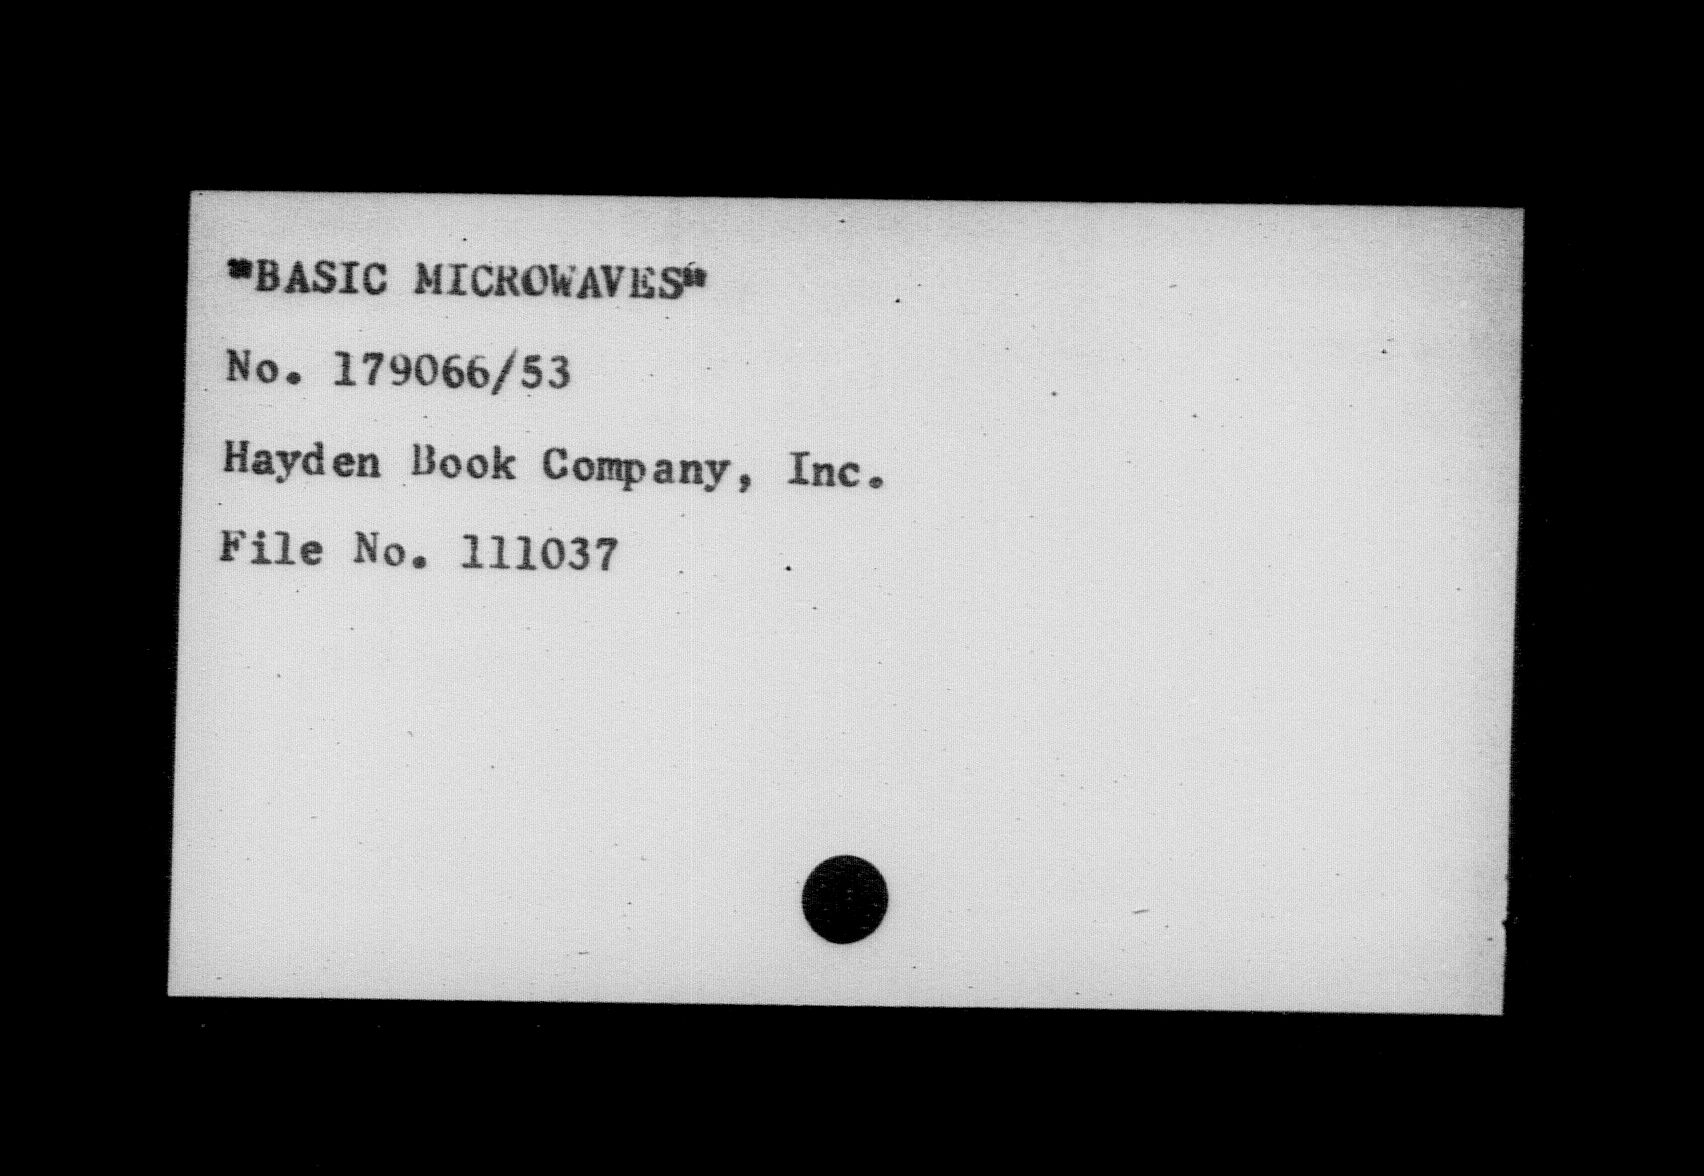 "BASIC MICROWAVES"
No. 179066/53
Hayden Book Company, Inc.
File No. 111037